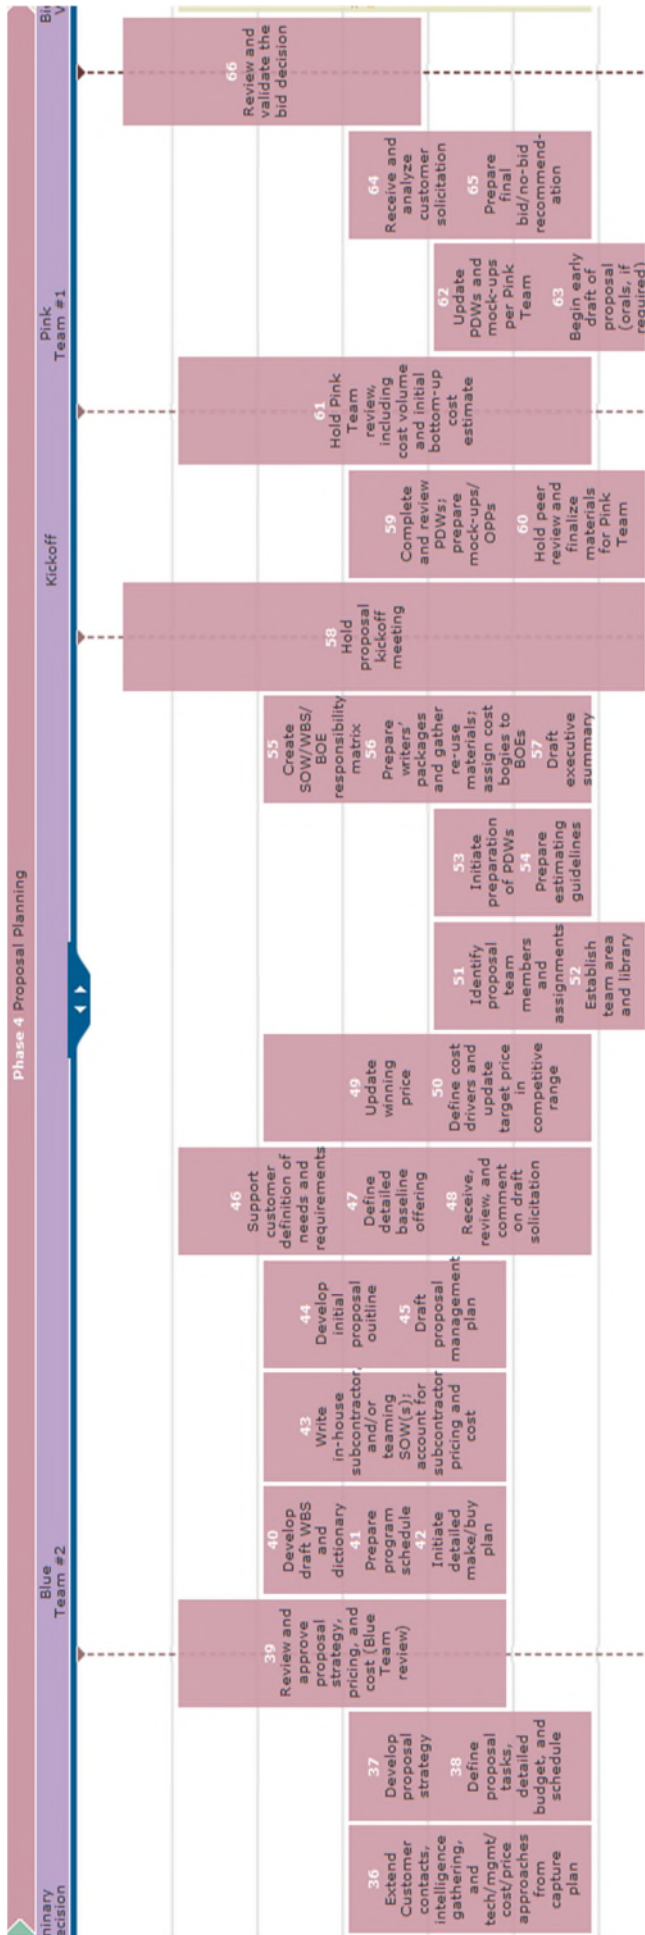 Phase 4 Proposal Planning
Blue
Team #2
Kickoff
Pink
Team #1
36
Extend
Customer
contacts,
intelligence
gathering,
and
tech/mgmt/
cost/price
approaches
from
capture
plan
37
Develop
proposal
strategy
38
Define
proposal
tasks,
detailed
budget, and
schedule
39
Review and
approve
proposal
strategy,
pricing, and
cost (Blue
Team
review)
40
Develop
draft WBS
and
dictionary
41
Prepare
program
schedule
42
Initiate
detailed
make/buy
plan
43
Write
in-house
subcontractor,
and/or
teaming
SOW(s);
account for
subcontractor
pricing and
cost
44
Develop
initial
proposal
ouitline
45
Draft
proposal
management
plan
46
Support
customer
definition of
needs and
requirements
47
Define
detailed
baseline
offering
48
Receive,
review, and
comment
on draft
solicitation
49
Update
winning
price
50
Define cost
drivers and
update
target price
in
competitive
range
51
Identify
proposal
team
members
and
assignments
52
Establish
team area
and library
53
Initiate
preparation
of PDWs
54
Prepare
estimating
guidelines
55
Create
SOW/WBS/
BOE
responsibility
matrix
56
Prepare
writers'
packages
and gather
re-use
materials;
assign cost
bogies to
BOEs
57
Draft
executive
summary
58
Hold
proposal
kickoff
meeting
59
Complete
and review
PDWs;
prepare
mock-ups/
OPPs
60
Hold peer
review and
finalize
materials
for Pink
Team
61
Hold Pink
Team
review,
including
cost volume
and initial
bottom-up
cost
estimate
62
Update
PDWs and
mock-ups
per Pink
Team
63
Begin early
draft of
proposal
(orals, if
required)
64
Receive and
analyze
customer
solicitation
65
Prepare
final
bid/no-bid
recommend-
ation
66
Review and
validate the
bid decision